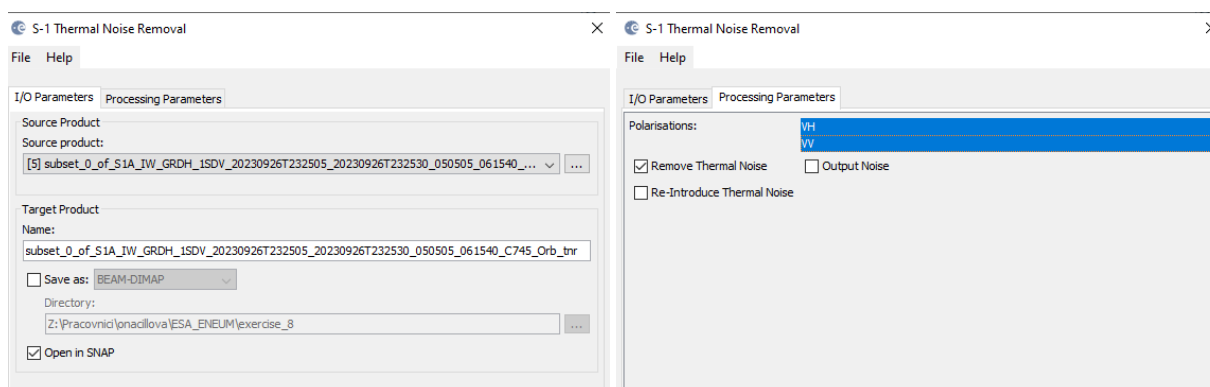 S-1 Thermal Noise Removal
File Help
I/O Parameters Processing Parameters
Source Product
Source product:
[5] subset_0_of_S1A_IW_GRDH_1SDV_20230926T232505_20230926T232530_050505_061540_... ...
Target Product
Name:
subset_0_of_S1A_IW_GRDH_1SDV_20230926T232505_20230926T232530_050505_061540_C745_Orb_tnr
Save as: BEAM-DIMAP
Directory:
Z:\Pracovnici\onacillova\ESA_ENEUM\exercise_8 ...
Open in SNAP
S-1 Thermal Noise Removal
File Help
I/O Parameters Processing Parameters
Polarisations: VH
VV
Remove Thermal Noise Output Noise
Re-Introduce Thermal Noise